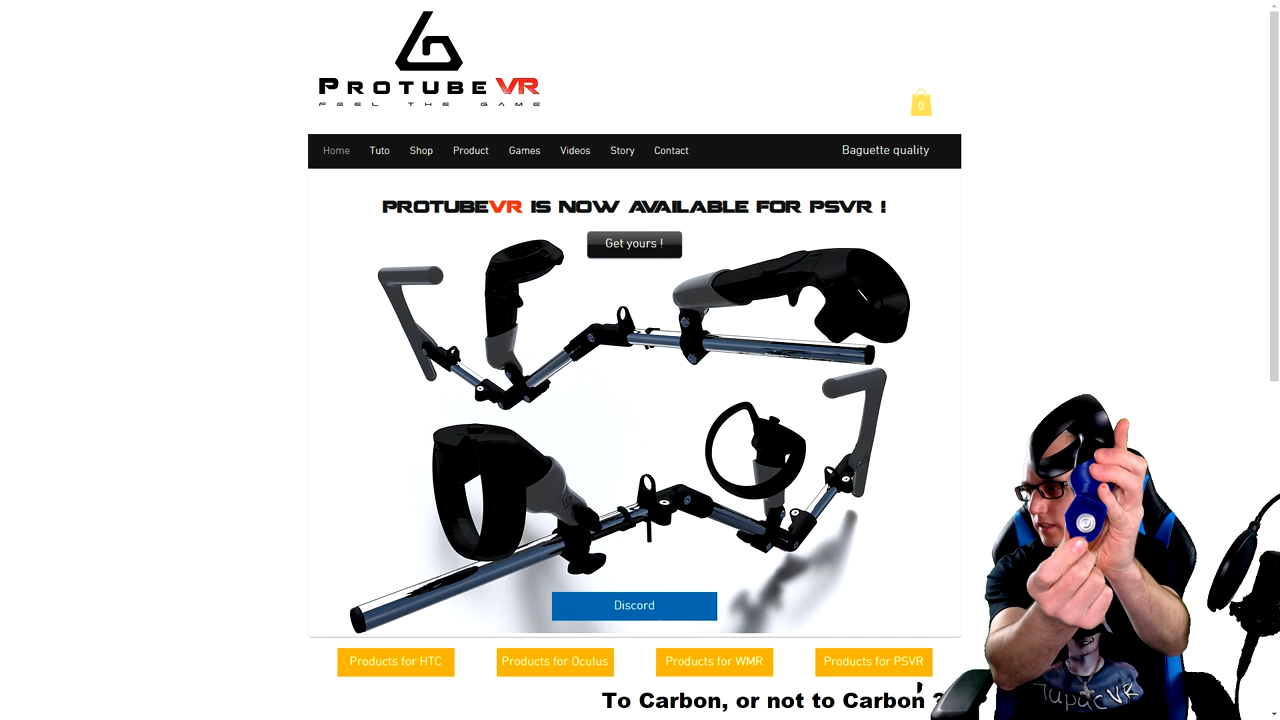 PROTUBE VR
FEEL THE GAME
0
Home Tuto Shop Product Games Videos Story Contact Baguette quality
PROTUBEVR IS NOW AVAILABLE FOR PSVR !
Get yours !
Discord
Products for HTC Products for Oculus Products for WMR Products for PSVR
To Carbon, or not to Carbon ?
TupacVR